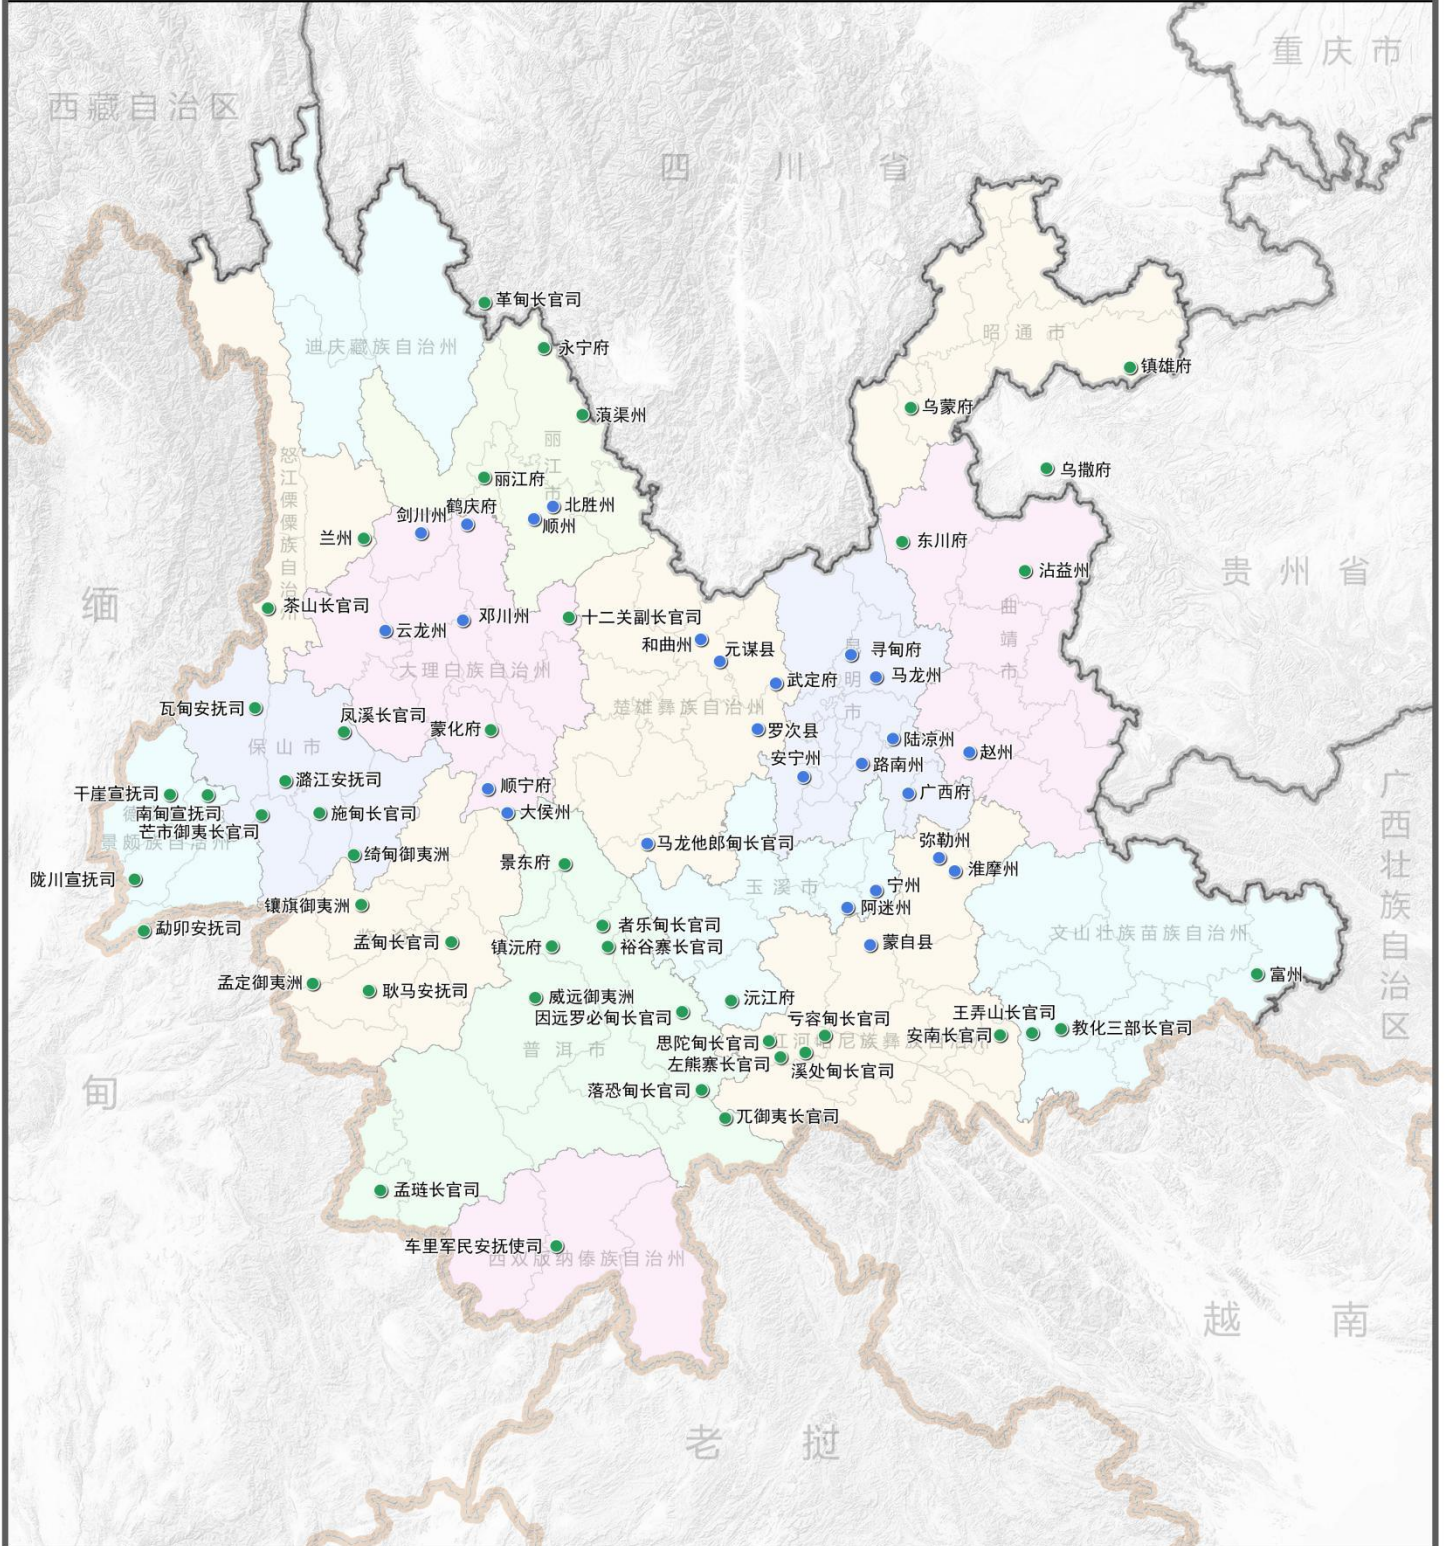 重庆市
西藏自治区
四川省
革甸长官司
迪庆藏族自治州
永宁府
昭通市
镇雄府
乌蒙府
蒗渠州
丽江市
怒江傈僳族自治州
乌撒府
丽江府
鹤庆府
北胜州
剑川州
顺州
兰州
东川府
沾益州
贵州省
缅甸
茶山长官司
云龙州
邓川州
十二关副长官司
曲靖市
和曲州
元谋县
昆明市
寻甸府
马龙州
大理白族自治州
武定府
楚雄彝族自治州
瓦甸安抚司
凤溪长官司
蒙化府
罗次县
陆凉州
赵州
保山市
安宁州
路南州
潞江安抚司
顺宁府
广西府
干崖宣抚司
南甸宣抚司
施甸长官司
大侯州
芒市御夷长官司
景颇族自治州
马龙他郎甸长官司
弥勒州
绮甸御夷洲
景东府
淮摩州
陇川宣抚司
玉溪市
宁州
广西壮族自治区
镶旗御夷洲
阿迷州
勐卯安抚司
者乐甸长官司
孟甸长官司
镇沅府
裕谷寨长官司
蒙自县
文山壮族苗族自治州
富州
孟定御夷洲
耿马安抚司
威远御夷洲
沅江府
因远罗必甸长官司
亏容甸长官司
王弄山长官司
教化三部长官司
安南长官司
思陀甸长官司
红河哈尼族彝族自治州
普洱市
左熊寨长官司
溪处甸长官司
落恐甸长官司
兀御夷长官司
孟琏长官司
车里军民安抚使司
西双版纳傣族自治州
越南
老挝